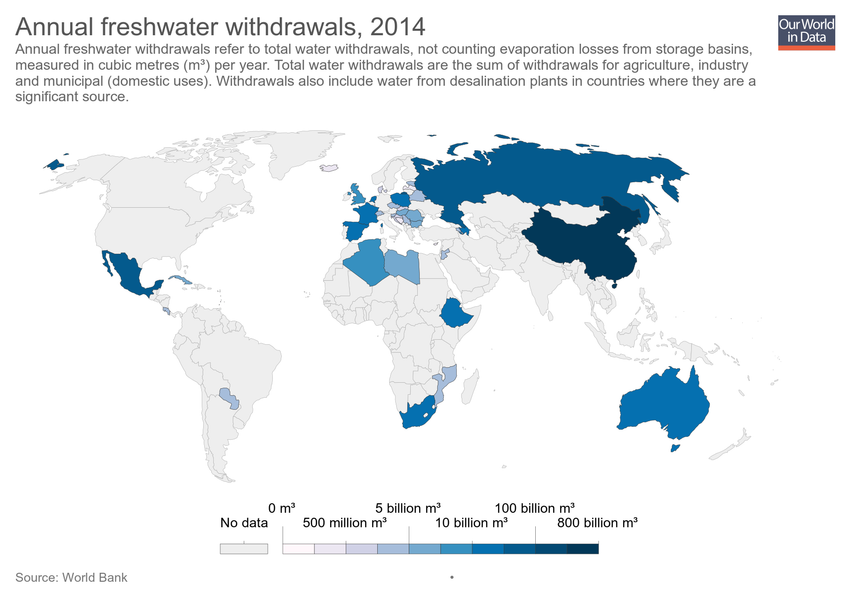 Annual freshwater withdrawals, 2014
Our World
in Data
Annual freshwater withdrawals refer to total water withdrawals, not counting evaporation losses from storage basins,
measured in cubic metres (m³) per year. Total water withdrawals are the sum of withdrawals for agriculture, industry
and municipal (domestic uses). Withdrawals also include water from desalination plants in countries where they are a
significant source.
0 m³ 5 billion m³ 100 billion m³
No data 500 million m³ 10 billion m³ 800 billion m³
Source: World Bank